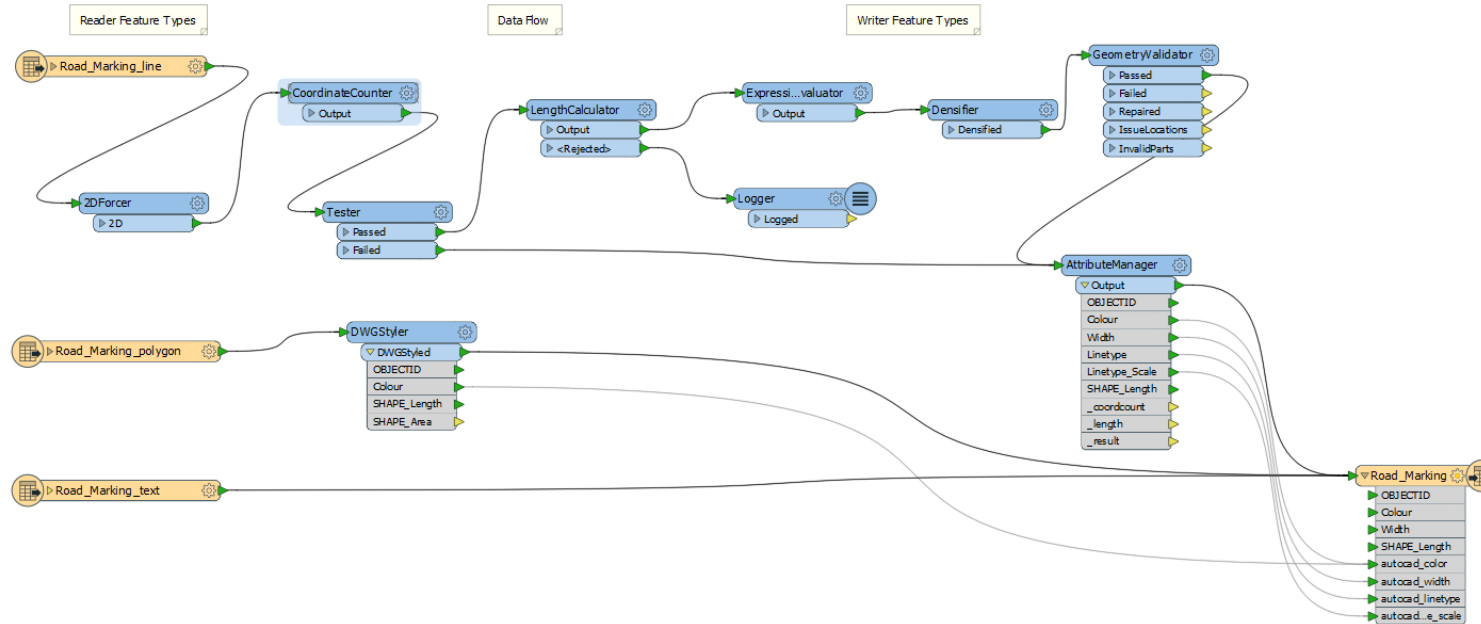 Reader Feature Types
Data Flow
Writer Feature Types
Road_Marking_line
CoordinateCounter
Output
LengthCalculator
Output
<Rejected>
Expressi...valuator
Output
Densifier
Densified
GeometryValidator
Passed
Failed
Repaired
IssueLocations
InvalidParts
2DForcer
2D
Tester
Passed
Failed
Logger
Logged
AttributeManager
Output
OBJECTID
Colour
Width
Linetype
Linetype_Scale
SHAPE_Length
_coordcount
_length
_result
Road_Marking_polygon
DWGStyler
DWGStyled
OBJECTID
Colour
SHAPE_Length
SHAPE_Area
Road_Marking_text
Road_Marking
OBJECTID
Colour
Width
SHAPE_Length
autocad_color
autocad_width
autocad_linetype
autocad...e_scale